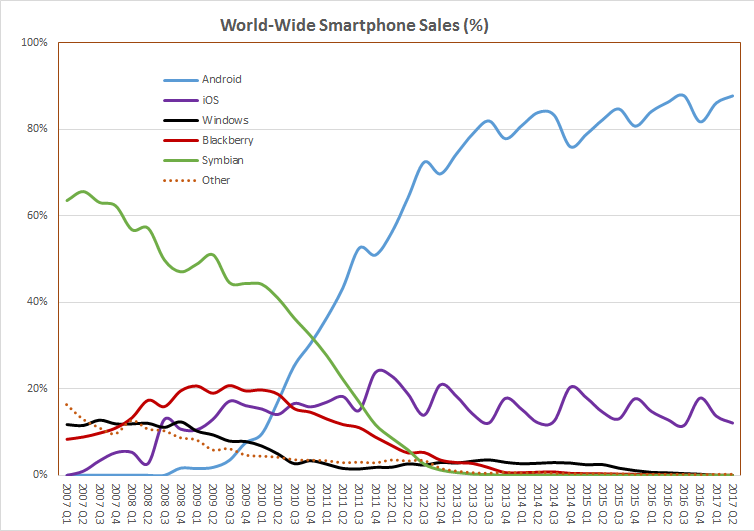 World-Wide Smartphone Sales (%)
100%
80%
60%
40%
20%
0%
Android
iOS
Windows
Blackberry
Symbian
Other
2007 Q1
2007 Q2
2007 Q3
2007 Q4
2008 Q1
2008 Q2
2008 Q3
2008 Q4
2009 Q1
2009 Q2
2009 Q3
2009 Q4
2010 Q1
2010 Q2
2010 Q3
2010 Q4
2011 Q1
2011 Q2
2011 Q3
2011 Q4
2012 Q1
2012 Q2
2012 Q3
2012 Q4
2013 Q1
2013 Q2
2013 Q3
2013 Q4
2014 Q1
2014 Q2
2014 Q3
2014 Q4
2015 Q1
2015 Q2
2015 Q3
2015 Q4
2016 Q1
2016 Q2
2016 Q3
2016 Q4
2017 Q1
2017 Q2